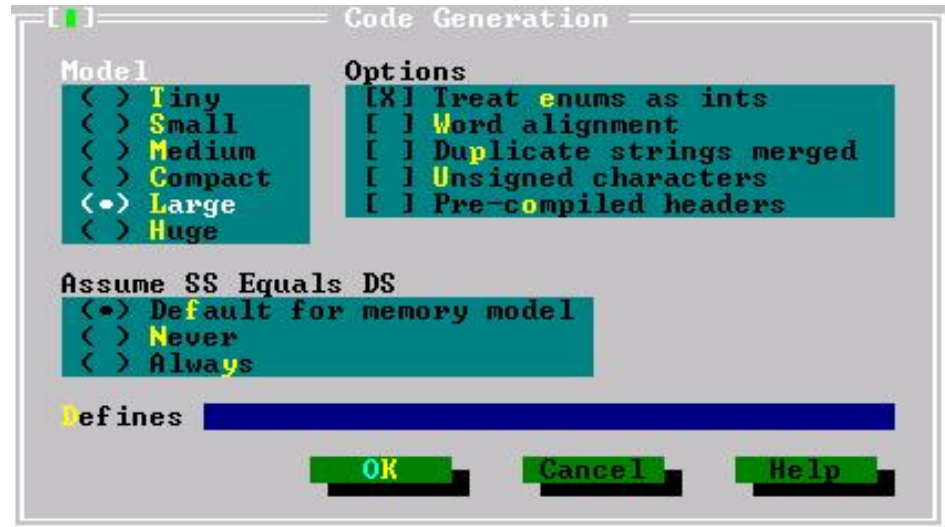 [■] Code Generation
Model
( ) Tiny
( ) Small
( ) Medium
( ) Compact
(•) Large
( ) Huge
Options
[X] Treat enums as ints
[ ] Word alignment
[ ] Duplicate strings merged
[ ] Unsigned characters
[ ] Pre-compiled headers
Assume SS Equals DS
(•) Default for memory model
( ) Never
( ) Always
Defines
OK Cancel Help